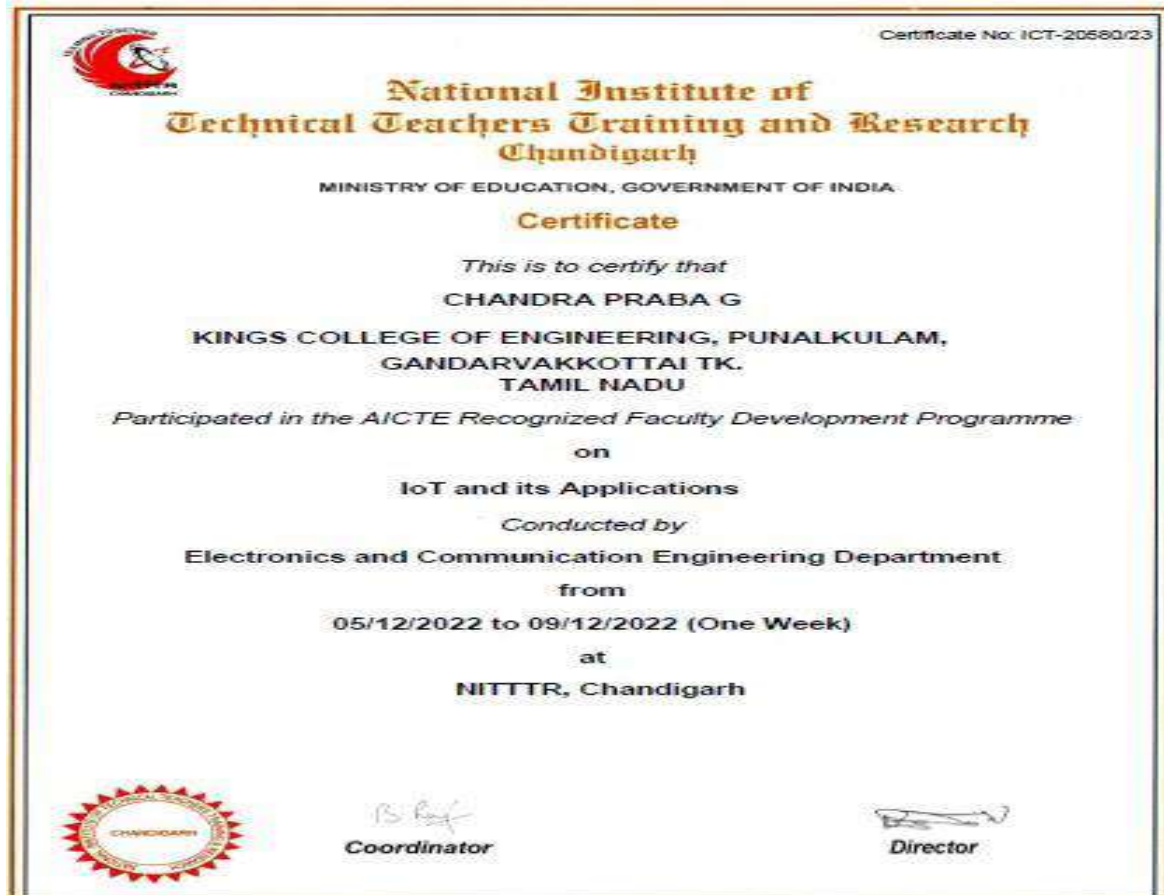 Certificate No: ICT-20580/23
CHANDIGARH
National Institute of
Technical Teachers Training and Research
Chandigarh
MINISTRY OF EDUCATION, GOVERNMENT OF INDIA
Certificate
This is to certify that
CHANDRA PRABA G
KINGS COLLEGE OF ENGINEERING, PUNALKULAM,
GANDARVAKKOTTAI TK.
TAMIL NADU
Participated in the AICTE Recognized Faculty Development Programme
on
IoT and its Applications
Conducted by
Electronics and Communication Engineering Department
from
05/12/2022 to 09/12/2022 (One Week)
at
NITTTR, Chandigarh
CHANDIGARH
Coordinator
Director